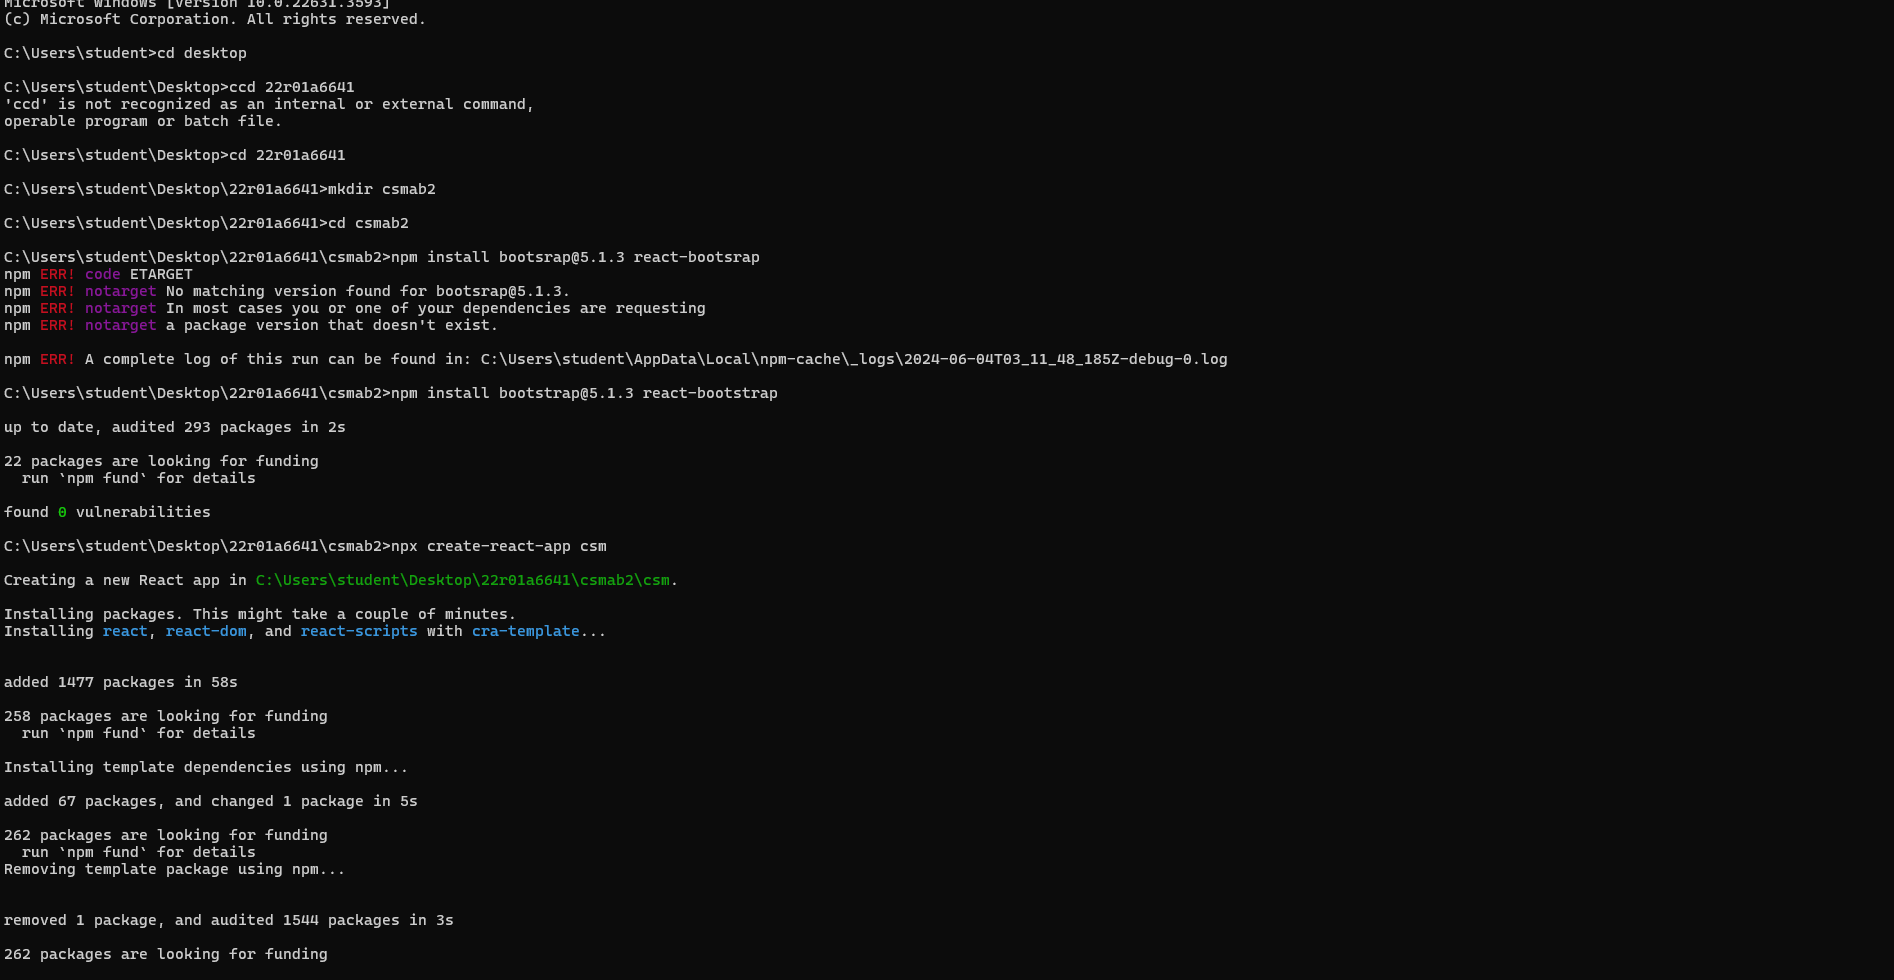 Microsoft Windows [Version 10.0.22631.3593]
(c) Microsoft Corporation. All rights reserved.
C:\Users\student>cd desktop
C:\Users\student\Desktop>ccd 22r01a6641
'ccd' is not recognized as an internal or external command,
operable program or batch file.
C:\Users\student\Desktop>cd 22r01a6641
C:\Users\student\Desktop\22r01a6641>mkdir csmab2
C:\Users\student\Desktop\22r01a6641>cd csmab2
C:\Users\student\Desktop\22r01a6641\csmab2>npm install bootsrap@5.1.3 react-bootsrap
npm ERR! code ETARGET
npm ERR! notarget No matching version found for bootsrap@5.1.3.
npm ERR! notarget In most cases you or one of your dependencies are requesting
npm ERR! notarget a package version that doesn't exist.
npm ERR! A complete log of this run can be found in: C:\Users\student\AppData\Local\npm-cache\_logs\2024-06-04T03_11_48_185Z-debug-0.log
C:\Users\student\Desktop\22r01a6641\csmab2>npm install bootstrap@5.1.3 react-bootstrap
up to date, audited 293 packages in 2s
22 packages are looking for funding
  run `npm fund` for details
found 0 vulnerabilities
C:\Users\student\Desktop\22r01a6641\csmab2>npx create-react-app csm
Creating a new React app in C:\Users\student\Desktop\22r01a6641\csmab2\csm.
Installing packages. This might take a couple of minutes.
Installing react, react-dom, and react-scripts with cra-template...
added 1477 packages in 58s
258 packages are looking for funding
  run `npm fund` for details
Installing template dependencies using npm...
added 67 packages, and changed 1 package in 5s
262 packages are looking for funding
  run `npm fund` for details
Removing template package using npm...
removed 1 package, and audited 1544 packages in 3s
262 packages are looking for funding